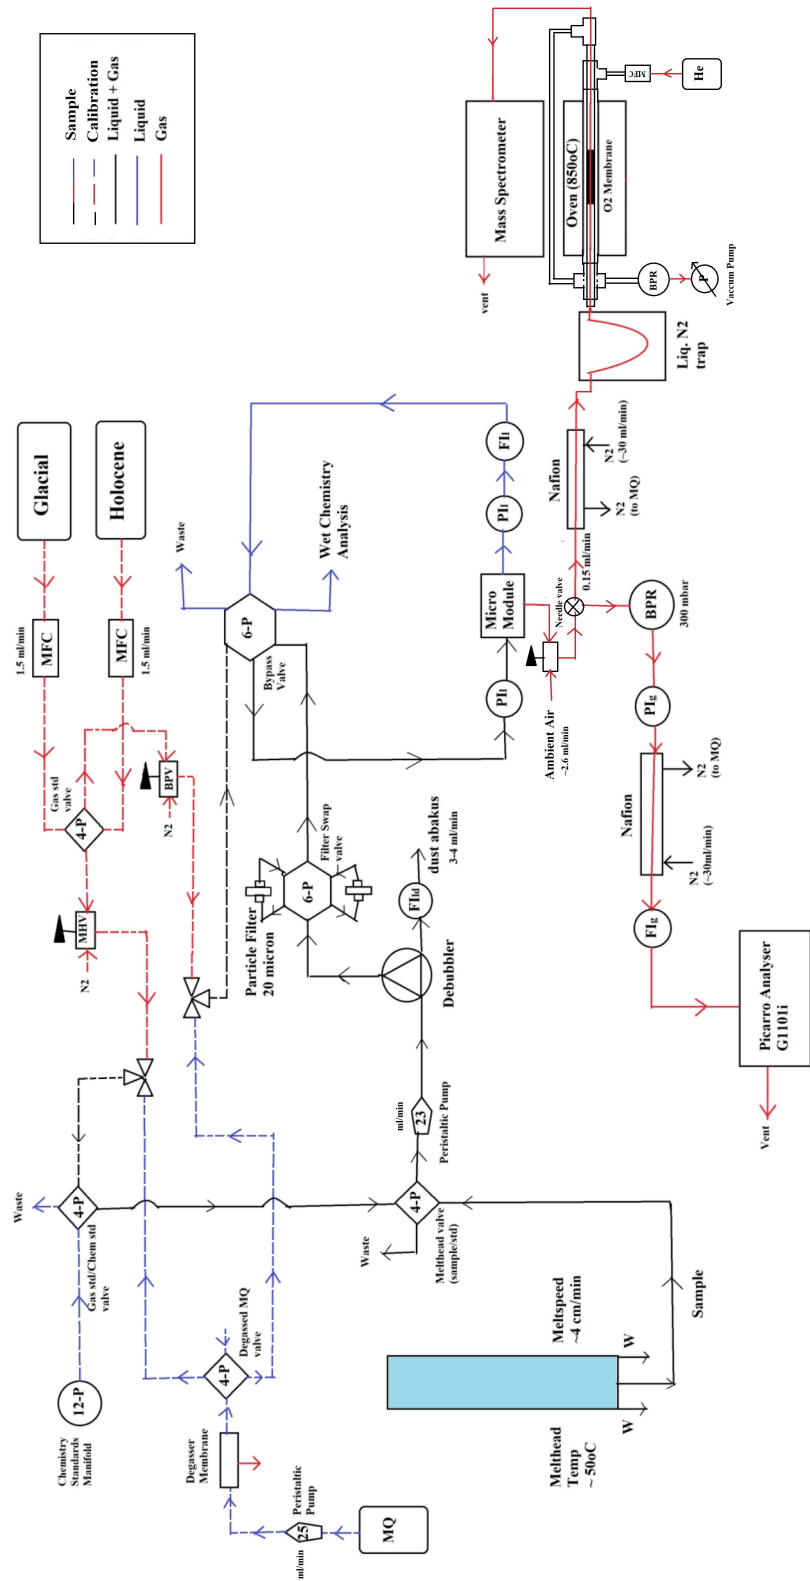 Sample
Calibration
Liquid + Gas
Liquid
Gas
Mass Spectrometer
vent
Oven (850oC)
O2 Membrane
MFC
He
BPR
P
Vaccum Pump
Liq. N2
trap
Glacial
Holocene
MFC
1.5 ml/min
MFC
1.5 ml/min
Gas std
valve
4-P
BPV
N2
MHV
N2
Waste
6-P
Bypass
Valve
Wet Chemistry
Analysis
FIl
PIl
Micro
Module
PIl
Needle valve
0.15 ml/min
Ambient Air
~2.6 ml/min
Nafion
N2
(~30 ml/min)
N2
(to MQ)
BPR
300 mbar
PIg
Nafion
N2
(to MQ)
N2
(~30ml/min)
FIg
Picarro Analyser
G1101i
Vent
Particle Filter
20 micron
6-P
Filter Swap
valve
FIld
dust abakus
3-4 ml/min
Debubbler
ml/min
23
Peristaltic Pump
Waste
4-P
Gas std/Chem std
valve
Waste
4-P
Melthead valve
(sample/std)
12-P
Chemistry
Standards
Manifold
4-P
Degassed MQ
valve
Degasser
Membrane
Peristaltic
Pump
25
ml/min
MQ
Meltspeed
~4 cm/min
Melthead
Temp
~ 50oC
W
W
Sample